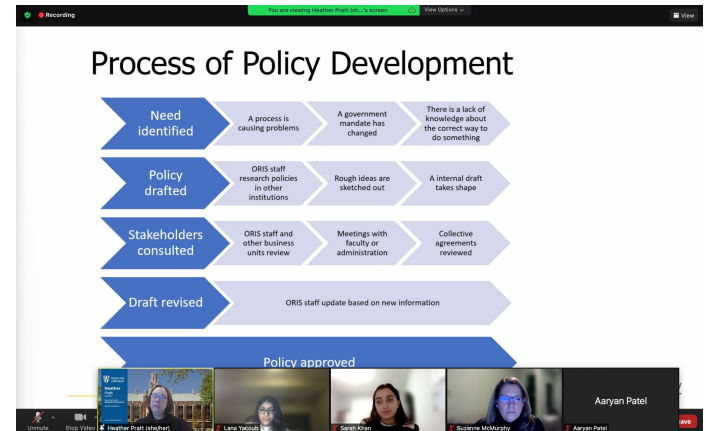 Recording
You are viewing Heather Pratt (sh...'s screen
View Options
View
Process of Policy Development
Need
identified
A process is
causing problems
A government
mandate has
changed
There is a lack of
knowledge about
the correct way to
do something
Policy
drafted
ORIS staff
research policies
in other
institutions
Rough ideas are
sketched out
A internal draft
takes shape
Stakeholders
consulted
ORIS staff and
other business
units review
Meetings with
faculty or
administration
Collective
agreements
reviewed
Draft revised
ORIS staff update based on new information
Policy approved
Heather
Pratt
Heather Pratt (she/her)
Lana Yacoub
Sarah Khan
Suzanne McMurphy
Aaryan Patel
Aaryan Patel
Unmute
Stop Video